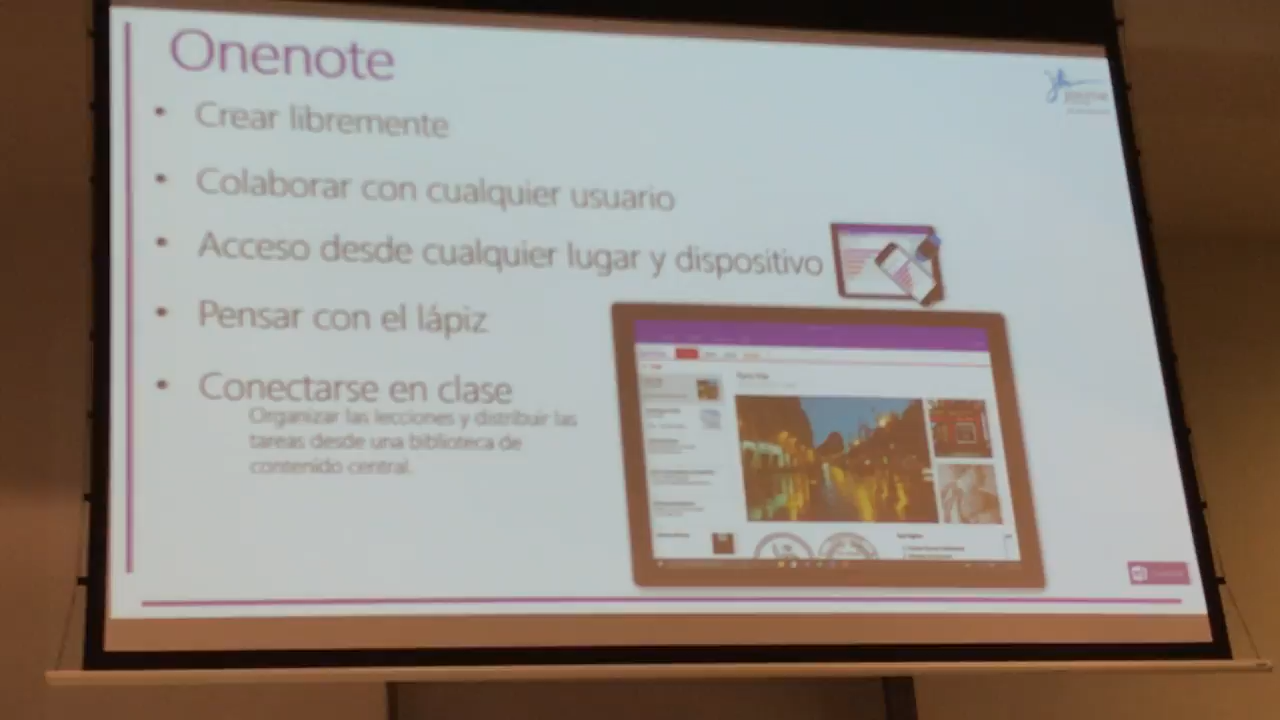 Onenote
• Crear libremente
• Colaborar con cualquier usuario
• Acceso desde cualquier lugar y dispositivo
• Pensar con el lápiz
• Conectarse en clase
Organizar las lecciones y distribuir las
tareas desde una biblioteca de
contenido central.